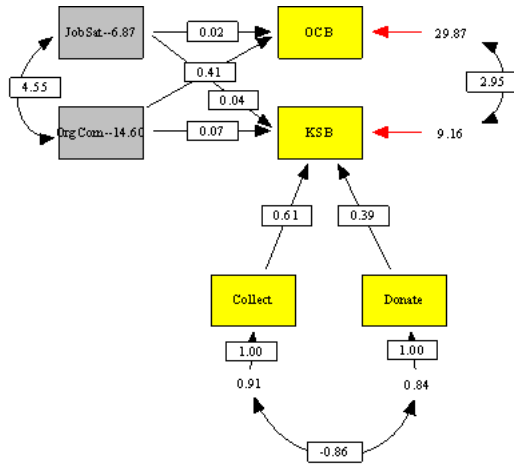 JobSat--6.87
0.02
OCB
29.87
4.55
0.41
0.04
2.95
Org Com--14.60
0.07
KSB
9.16
0.61
0.39
Collect
Donate
1.00
1.00
0.91
0.84
-0.86